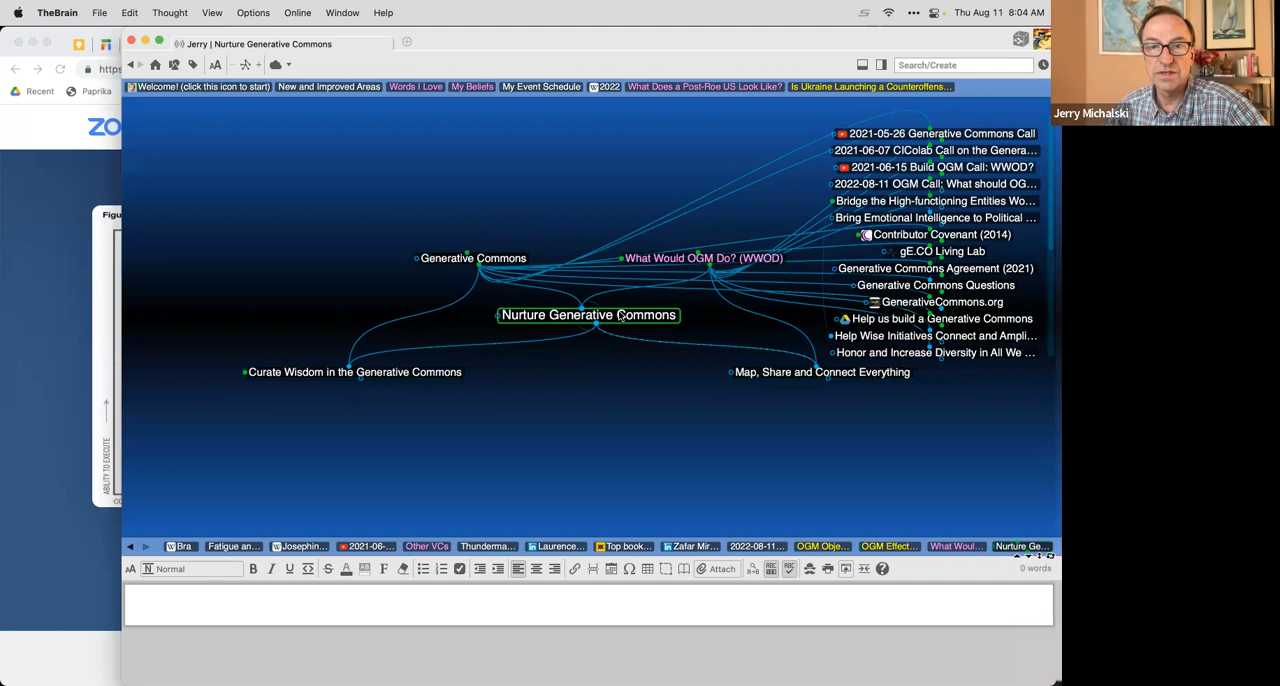 TheBrain File Edit Thought View Options Online Window Help Thu Aug 11 8:04 AM
Jerry | Nurture Generative Commons
https
AA Search/Create
Recent Paprika
Welcome! (click this icon to start) New and Improved Areas Words I Love My Beliefs My Event Schedule W 2022 What Does a Post-Roe US Look Like? Is Ukraine Launching a Counteroffens...
Jerry Michalski
ZO
2021-05-26 Generative Commons Call
2021-06-07 CIColab Call on the Genera...
2021-06-15 Build OGM Call: WWOD?
2022-08-11 OGM Call: What should OG...
Bridge the High-functioning Entities Wo...
Bring Emotional Intelligence to Political ...
Figu
Contributor Covenant (2014)
gE.CO Living Lab
Generative Commons What Would OGM Do? (WWOD)
Generative Commons Agreement (2021)
Generative Commons Questions
GenerativeCommons.org
Nurture Generative Commons
Help us build a Generative Commons
Help Wise Initiatives Connect and Ampli...
Honor and Increase Diversity in All We ...
Curate Wisdom in the Generative Commons Map, Share and Connect Everything
ABILITY TO EXECUTE
CO
W Bra Fatigue an... W Josephin... 2021-06-... Other VCs Thunderma... Laurence... Top book... Zafar Mir... 2022-08-11... OGM Obje... OGM Effect... What Woul... Nurture Ge...
AA N Normal B I U S A F Attach 0 words